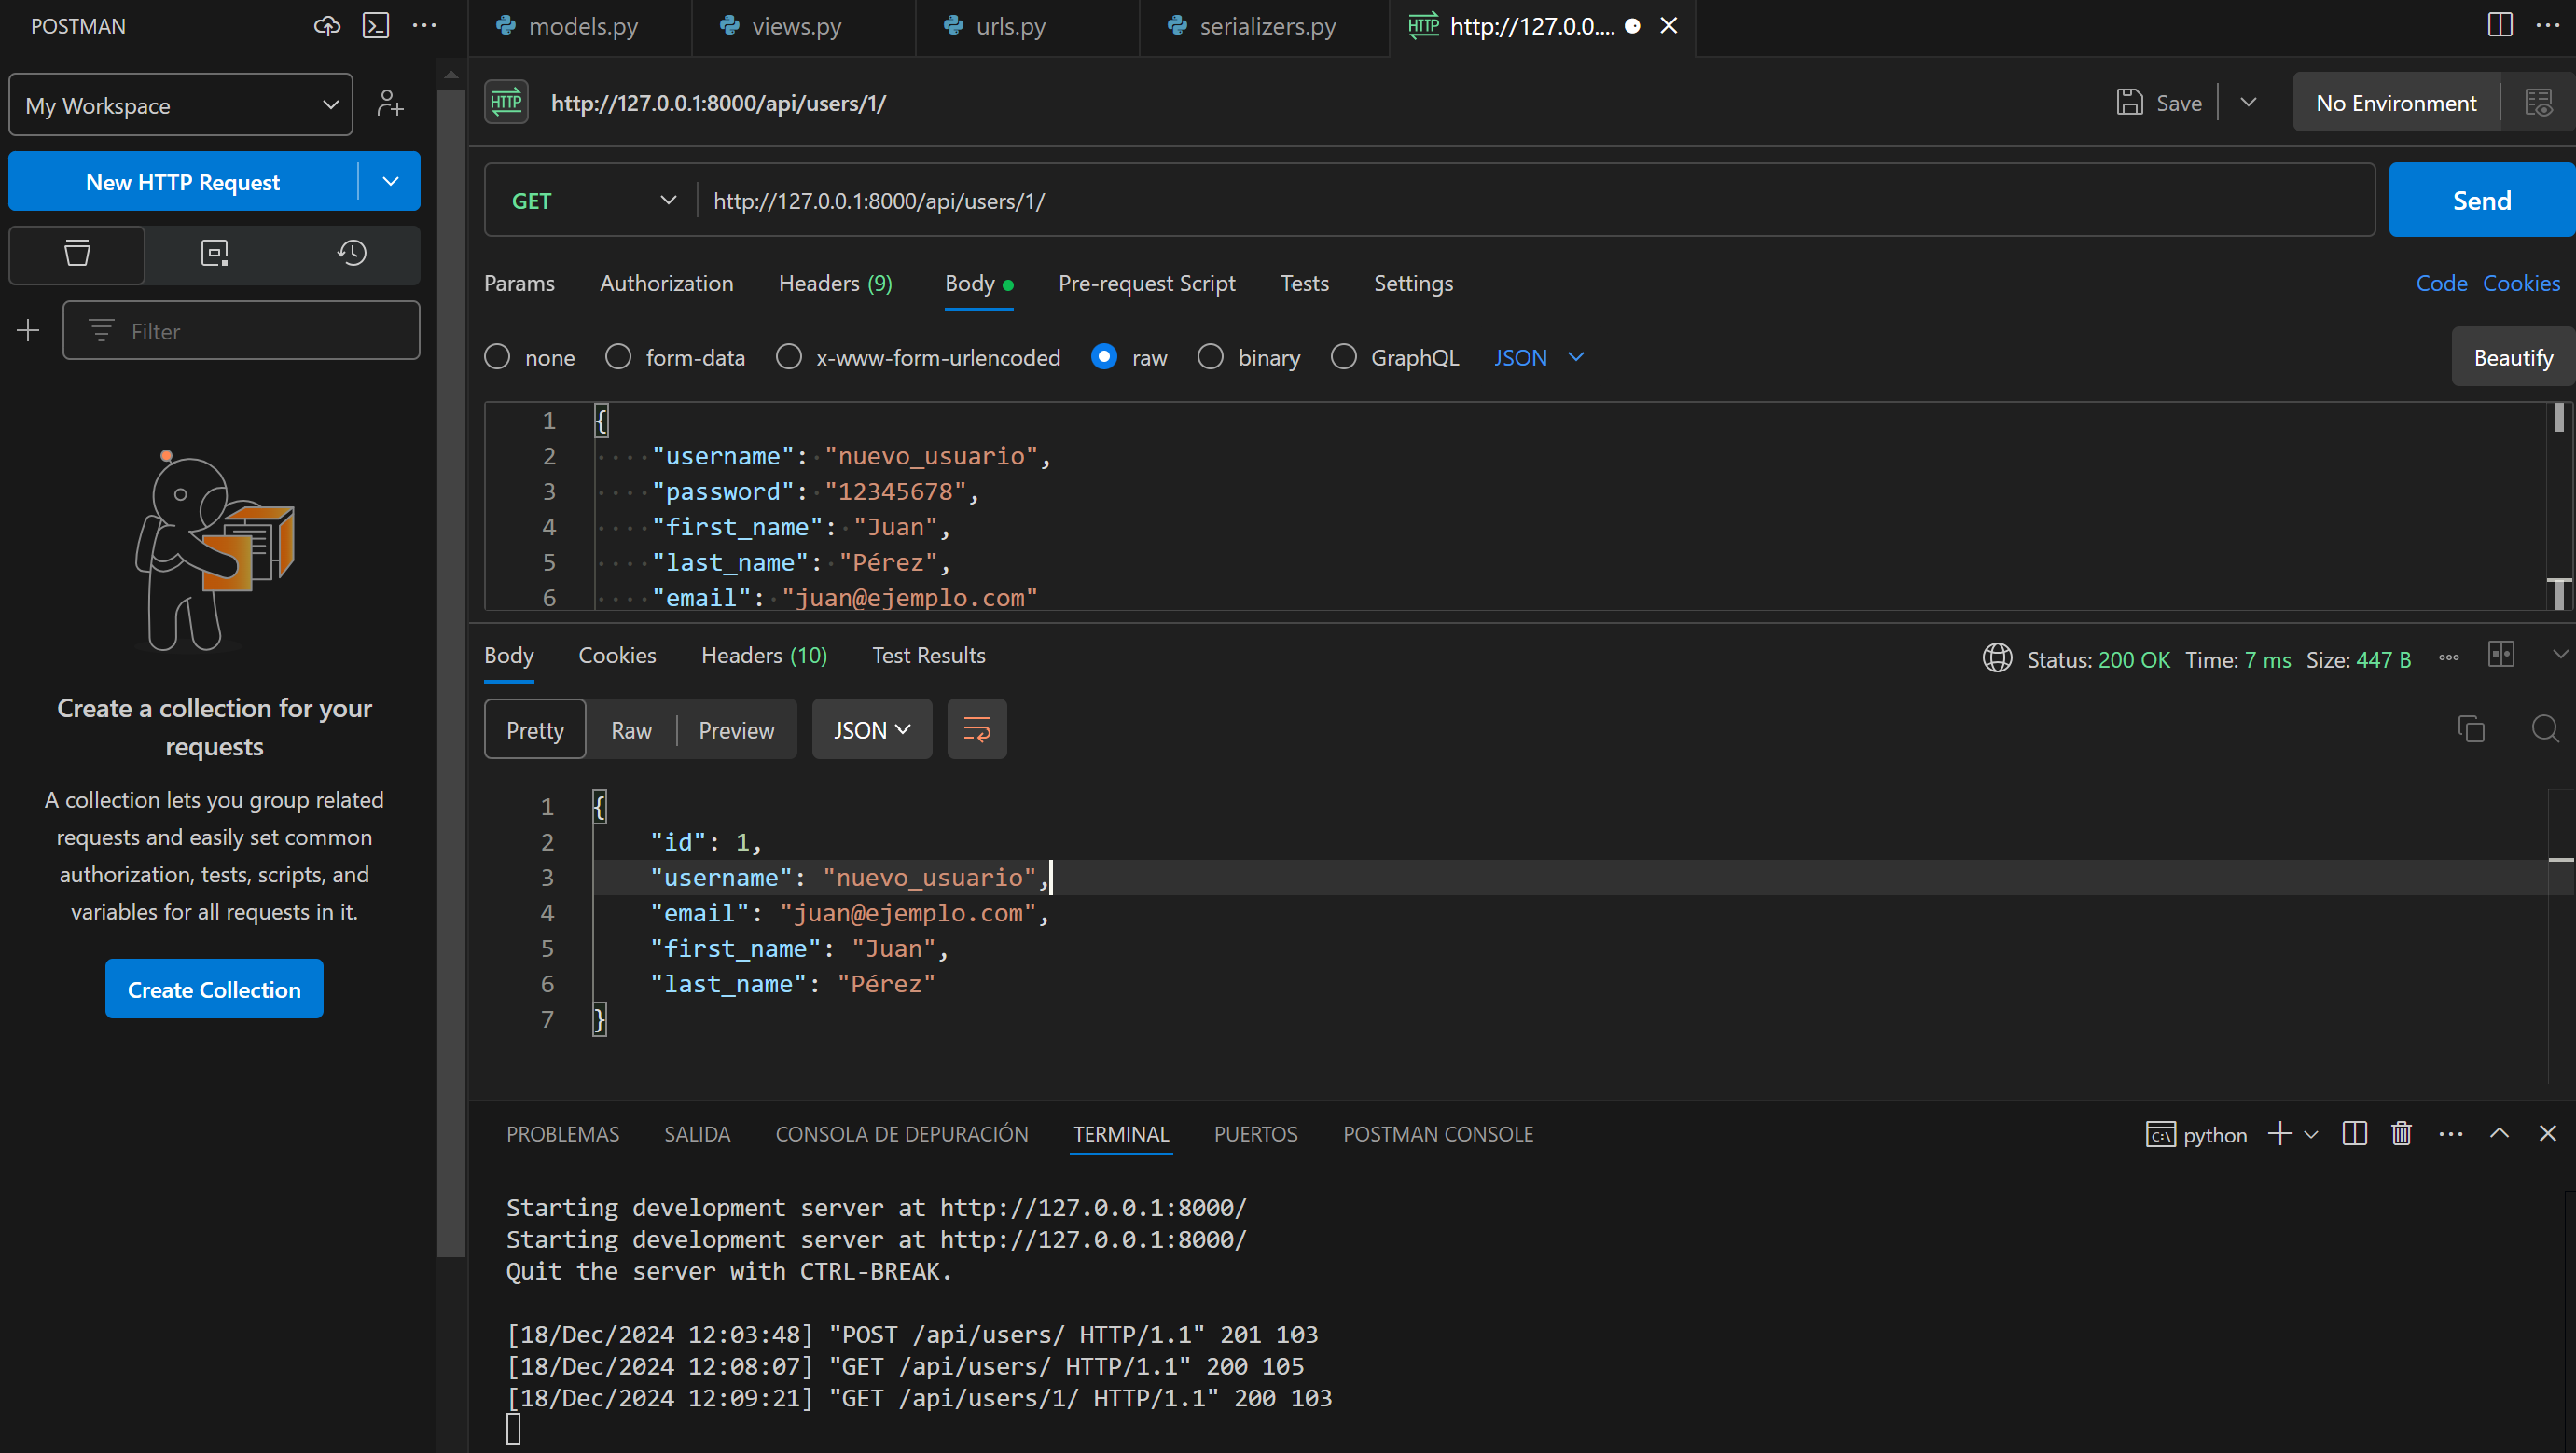 POSTMAN
My Workspace
New HTTP Request
Filter
Create a collection for your
requests
A collection lets you group related
requests and easily set common
authorization, tests, scripts, and
variables for all requests in it.
Create Collection
models.py views.py urls.py serializers.py HTTP http://127.0.0....
HTTP http://127.0.0.1:8000/api/users/1/ Save No Environment
GET http://127.0.0.1:8000/api/users/1/ Send
Params Authorization Headers (9) Body Pre-request Script Tests Settings Code Cookies
none form-data x-www-form-urlencoded raw binary GraphQL JSON Beautify
1 {
2 "username": "nuevo_usuario",
3 "password": "12345678",
4 "first_name": "Juan",
5 "last_name": "Pérez",
6 "email": "juan@ejemplo.com"
Body Cookies Headers (10) Test Results Status: 200 OK Time: 7 ms Size: 447 B
Pretty Raw Preview JSON
1 {
2 "id": 1,
3 "username": "nuevo_usuario",
4 "email": "juan@ejemplo.com",
5 "first_name": "Juan",
6 "last_name": "Pérez"
7 }
PROBLEMAS SALIDA CONSOLA DE DEPURACIÓN TERMINAL PUERTOS POSTMAN CONSOLE python
Starting development server at http://127.0.0.1:8000/
Starting development server at http://127.0.0.1:8000/
Quit the server with CTRL-BREAK.
[18/Dec/2024 12:03:48] "POST /api/users/ HTTP/1.1" 201 103
[18/Dec/2024 12:08:07] "GET /api/users/ HTTP/1.1" 200 105
[18/Dec/2024 12:09:21] "GET /api/users/1/ HTTP/1.1" 200 103